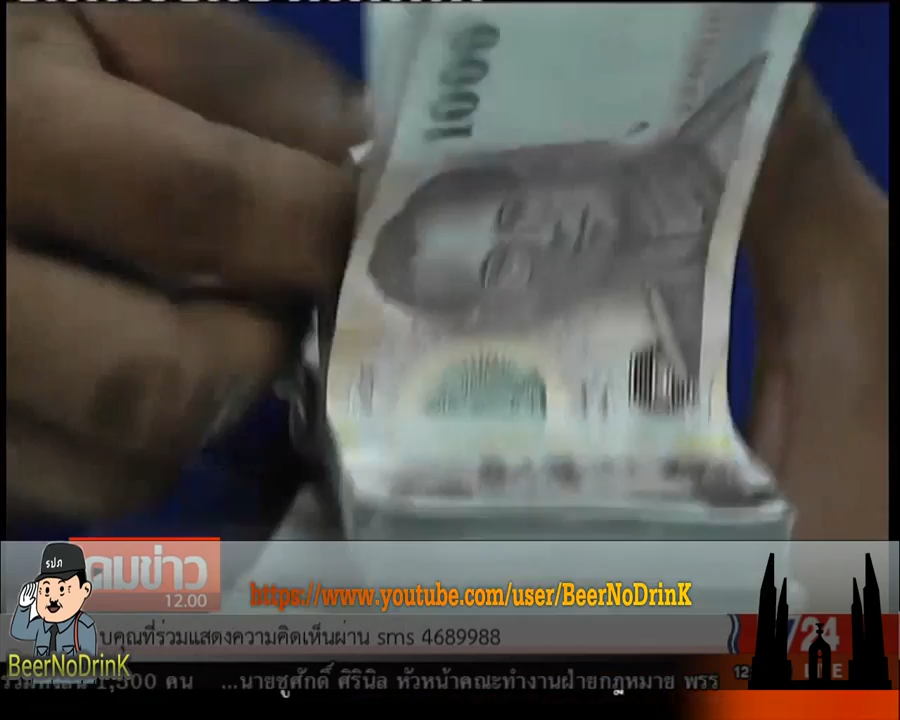 1000
รปภ
คมข่าว
12.00
https://www.youtube.com/user/BeerNoDrinK
บคุณที่ร่วมแสดงความคิดเห็นผ่าน sms 4689988
/24
BeerNoDrinK
1,300 คน ...นายชูศักดิ์ ศิรินิล หัวหน้าคณะทำงานฝ่ายกฎหมาย พรร